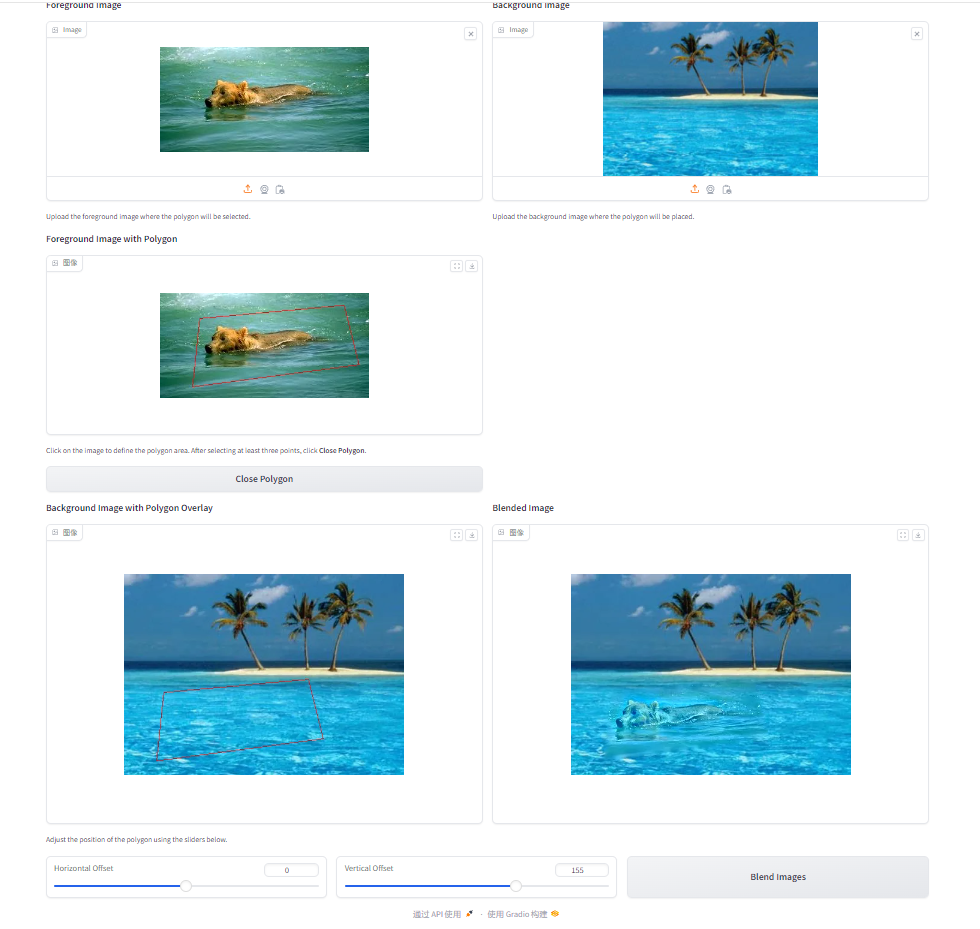 Foreground Image
Background Image
Image
Image
Upload the foreground image where the polygon will be selected.
Upload the background image where the polygon will be placed.
Foreground Image with Polygon
图像
Click on the image to define the polygon area. After selecting at least three points, click Close Polygon.
Close Polygon
Background Image with Polygon Overlay
Blended Image
图像
图像
Adjust the position of the polygon using the sliders below.
Horizontal Offset
0
Vertical Offset
155
Blend Images
通过 API 使用 · 使用 Gradio 构建